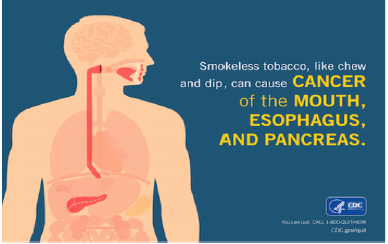 Smokeless tobacco, like chew
and dip, can cause CANCER
of the MOUTH,
ESOPHAGUS,
AND PANCREAS.
CDC
You can quit. CALL 1-800-QUIT-NOW
CDC.gov/quit